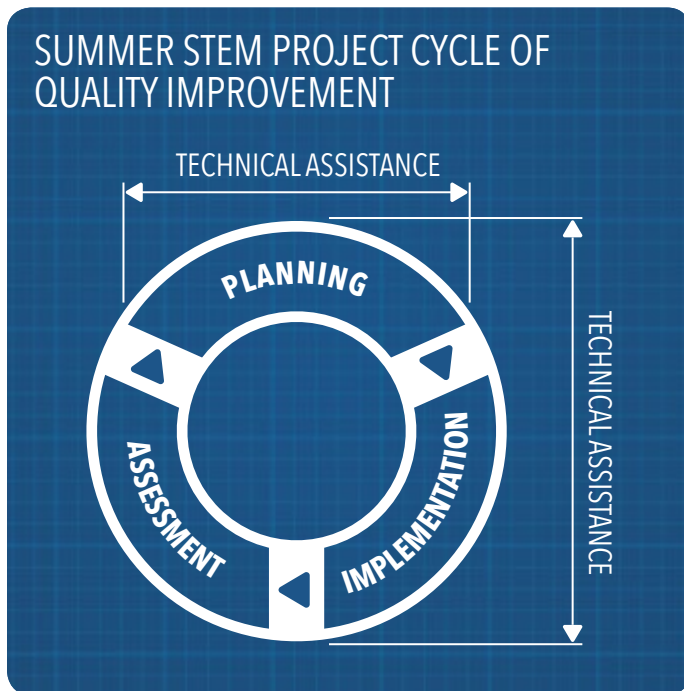 SUMMER STEM PROJECT CYCLE OF
QUALITY IMPROVEMENT
TECHNICAL ASSISTANCE
PLANNING
TECHNICAL ASSISTANCE
ASSESSMENT
IMPLEMENTATION